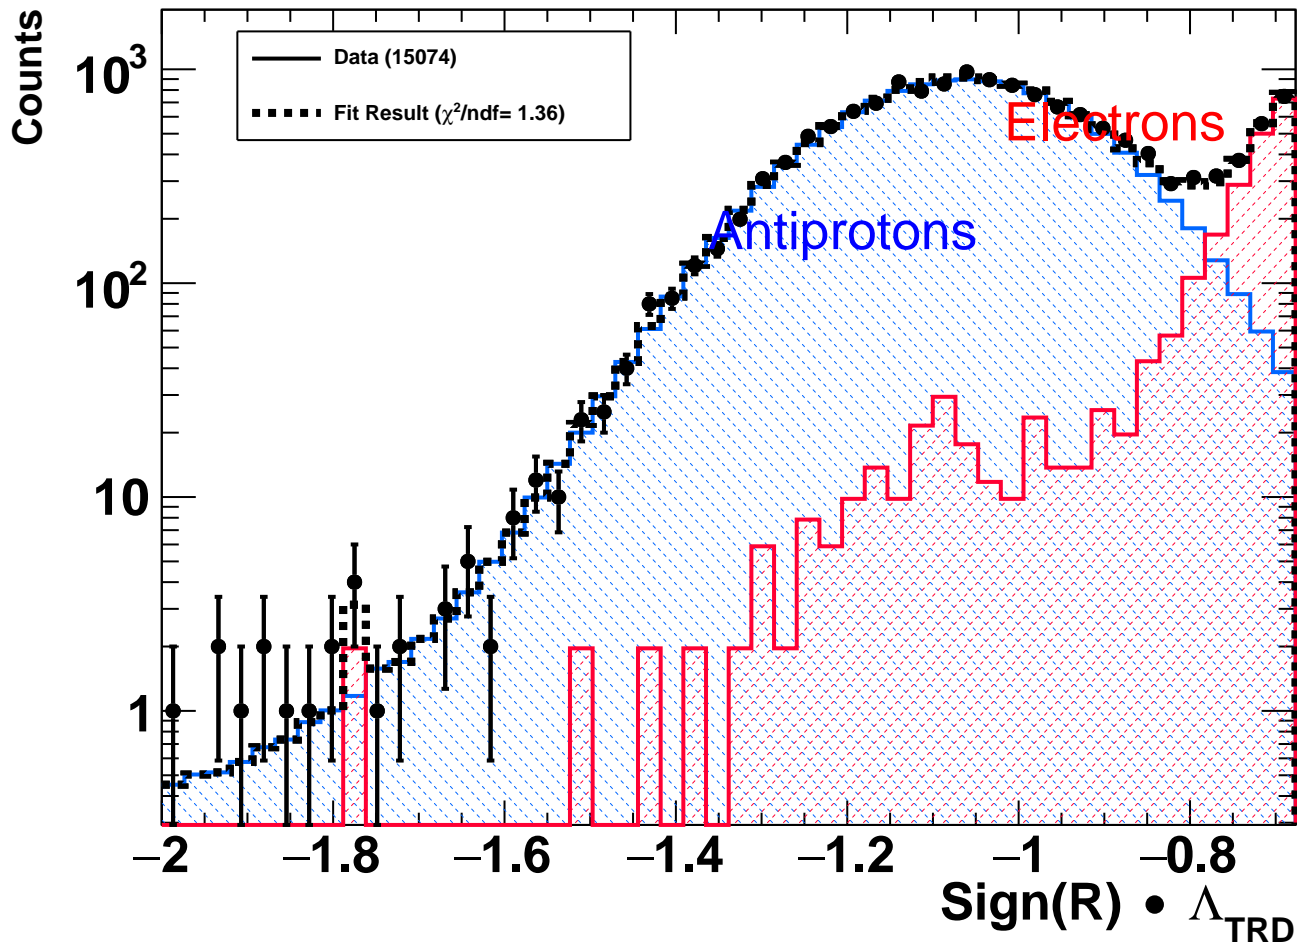 Counts
10³
10²
10
1
Data (15074)
Fit Result (χ²/ndf= 1.36)
Electrons
Antiprotons
−2 −1.8 −1.6 −1.4 −1.2 −1 −0.8
Sign(R) • Λ_TRD